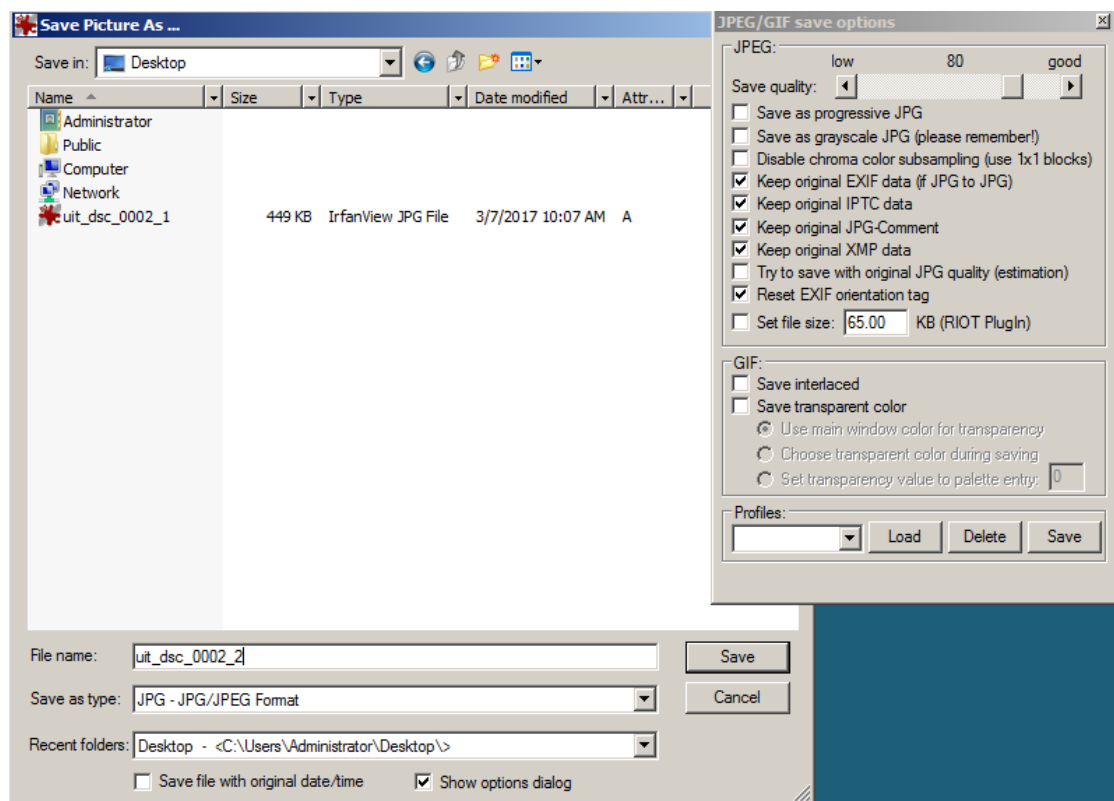 Save Picture As ...
Save in: Desktop
Name Size Type Date modified Attr...
Administrator
Public
Computer
Network
uit_dsc_0002_1 449 KB IrfanView JPG File 3/7/2017 10:07 AM A
File name: uit_dsc_0002_2 Save
Save as type: JPG - JPG/JPEG Format Cancel
Recent folders: Desktop - <C:\Users\Administrator\Desktop\>
Save file with original date/time Show options dialog
JPEG/GIF save options
JPEG:
low 80 good
Save quality:
Save as progressive JPG
Save as grayscale JPG (please remember!)
Disable chroma color subsampling (use 1x1 blocks)
Keep original EXIF data (if JPG to JPG)
Keep original IPTC data
Keep original JPG-Comment
Keep original XMP data
Try to save with original JPG quality (estimation)
Reset EXIF orientation tag
Set file size: 65.00 KB (RIOT PlugIn)
GIF:
Save interlaced
Save transparent color
Use main window color for transparency
Choose transparent color during saving
Set transparency value to palette entry: 0
Profiles:
Load Delete Save